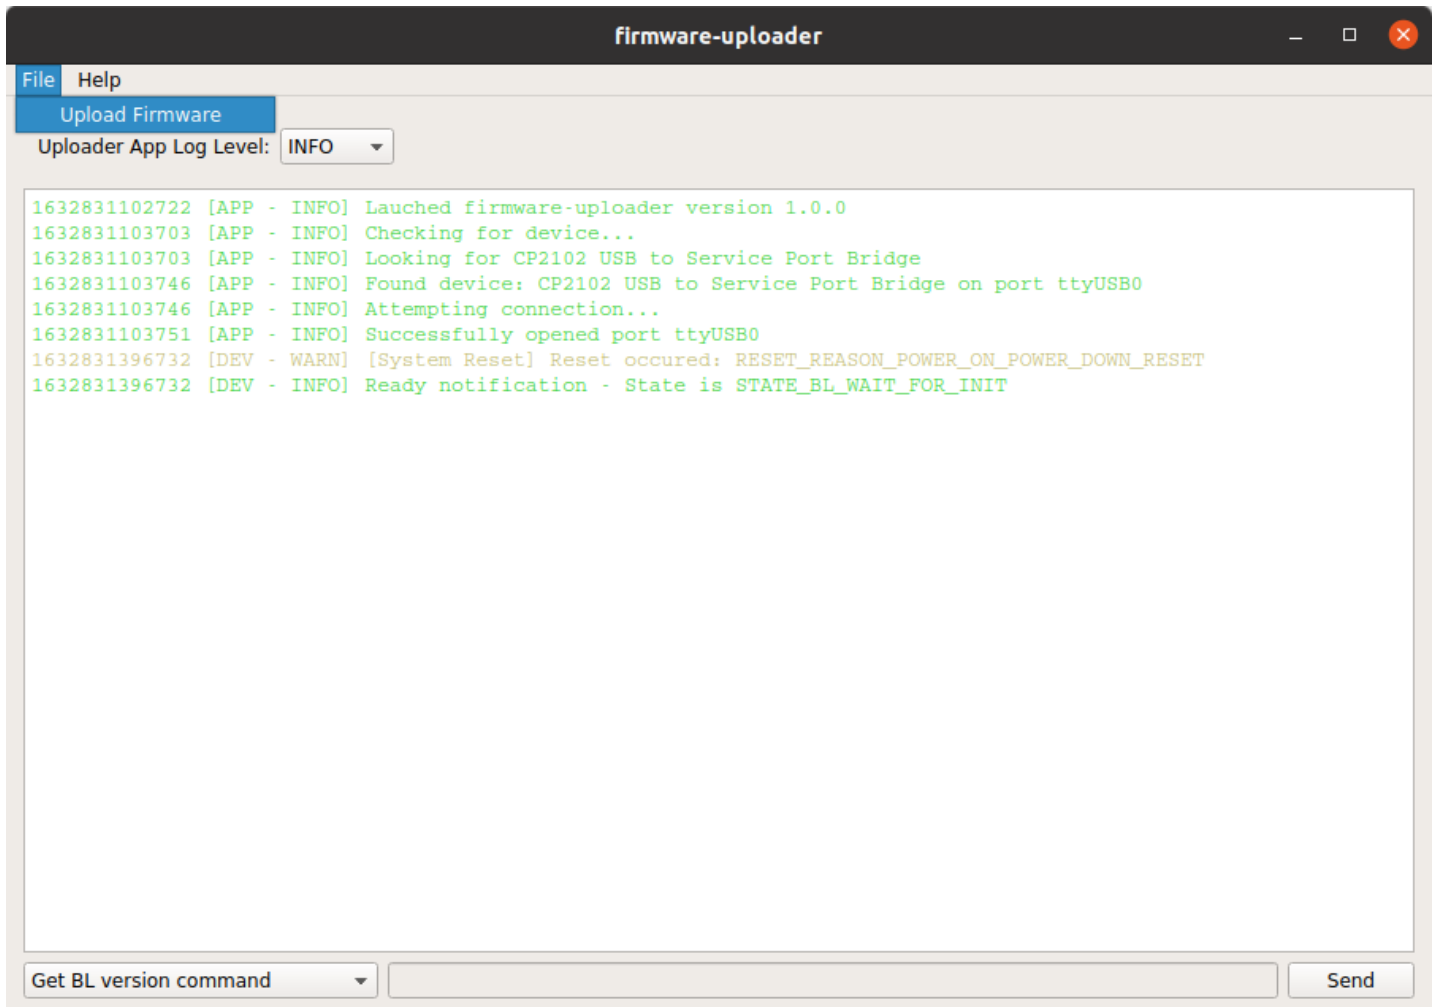 firmware-uploader
File Help
Upload Firmware
Uploader App Log Level: INFO
1632831102722 [APP - INFO] Lauched firmware-uploader version 1.0.0
1632831103703 [APP - INFO] Checking for device...
1632831103703 [APP - INFO] Looking for CP2102 USB to Service Port Bridge
1632831103746 [APP - INFO] Found device: CP2102 USB to Service Port Bridge on port ttyUSB0
1632831103746 [APP - INFO] Attempting connection...
1632831103751 [APP - INFO] Successfully opened port ttyUSB0
1632831396732 [DEV - WARN] [System Reset] Reset occured: RESET_REASON_POWER_ON_POWER_DOWN_RESET
1632831396732 [DEV - INFO] Ready notification - State is STATE_BL_WAIT_FOR_INIT
Get BL version command Send